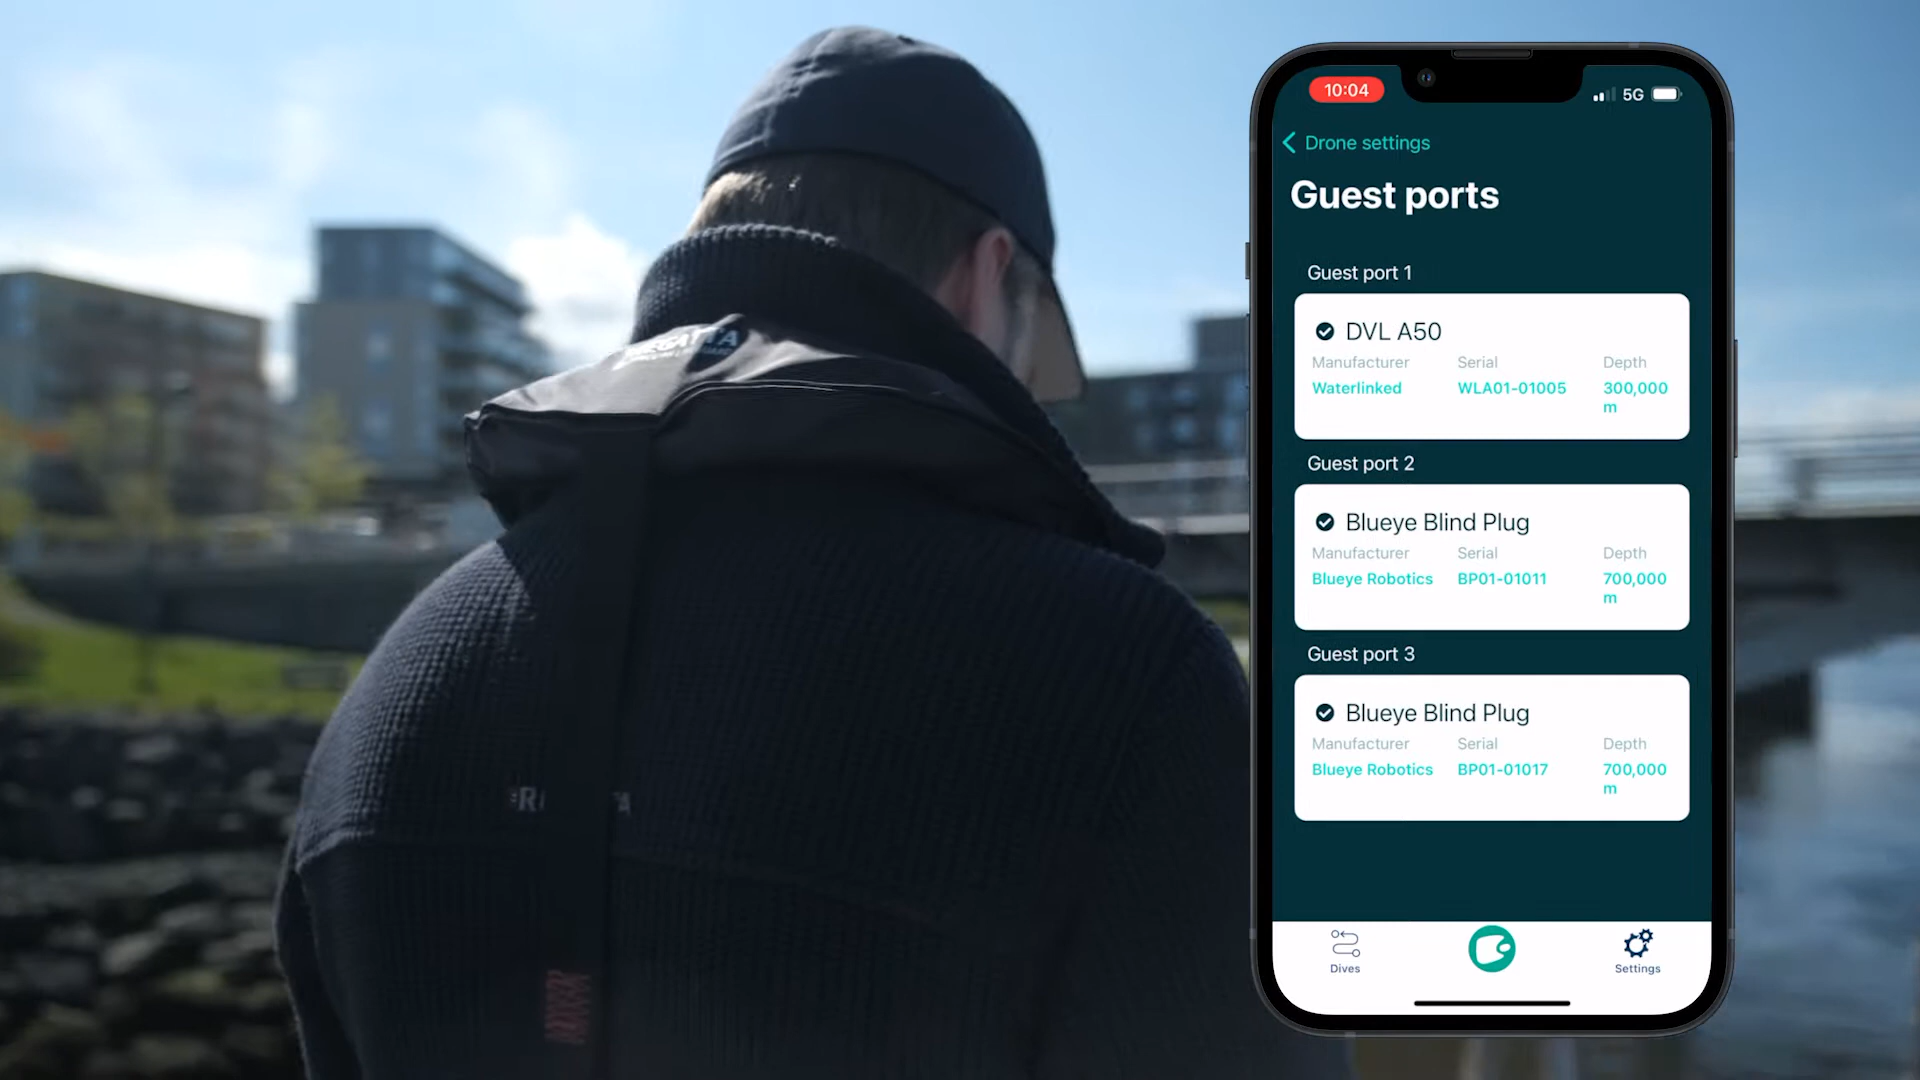 10:04
5G
Drone settings
Guest ports
Guest port 1
DVL A50
Manufacturer Serial Depth
Waterlinked WLA01-01005 300,000
m
Guest port 2
Blueye Blind Plug
Manufacturer Serial Depth
Blueye Robotics BP01-01011 700,000
m
Guest port 3
Blueye Blind Plug
Manufacturer Serial Depth
Blueye Robotics BP01-01017 700,000
m
Dives
Settings